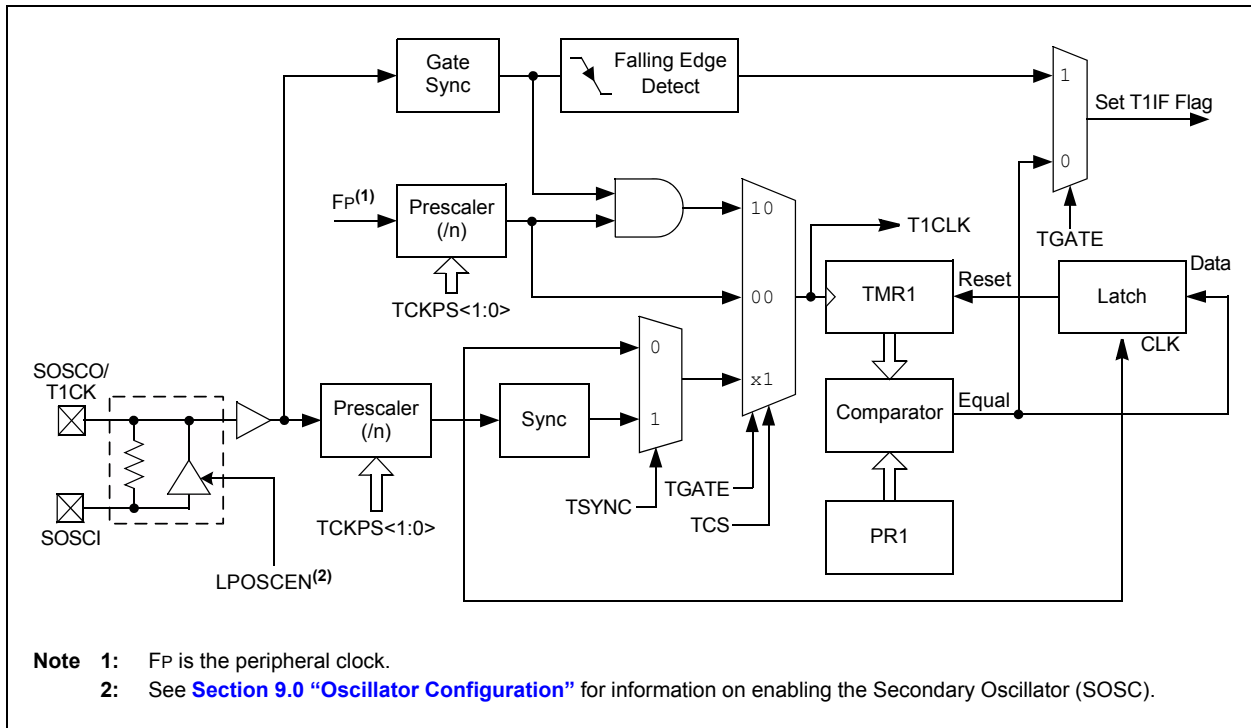 Gate
Sync
Falling Edge
Detect
1
Set T1IF Flag
0
TGATE
FP(1)
Prescaler
(/n)
TCKPS<1:0>
10
00
x1
T1CLK
TMR1
Reset
Latch
Data
CLK
SOSCO/
T1CK
SOSCI
LPOSCEN(2)
Prescaler
(/n)
TCKPS<1:0>
Sync
0
1
TSYNC
TGATE
TCS
Comparator
Equal
PR1
Note 1: FP is the peripheral clock.
2: See Section 9.0 “Oscillator Configuration” for information on enabling the Secondary Oscillator (SOSC).